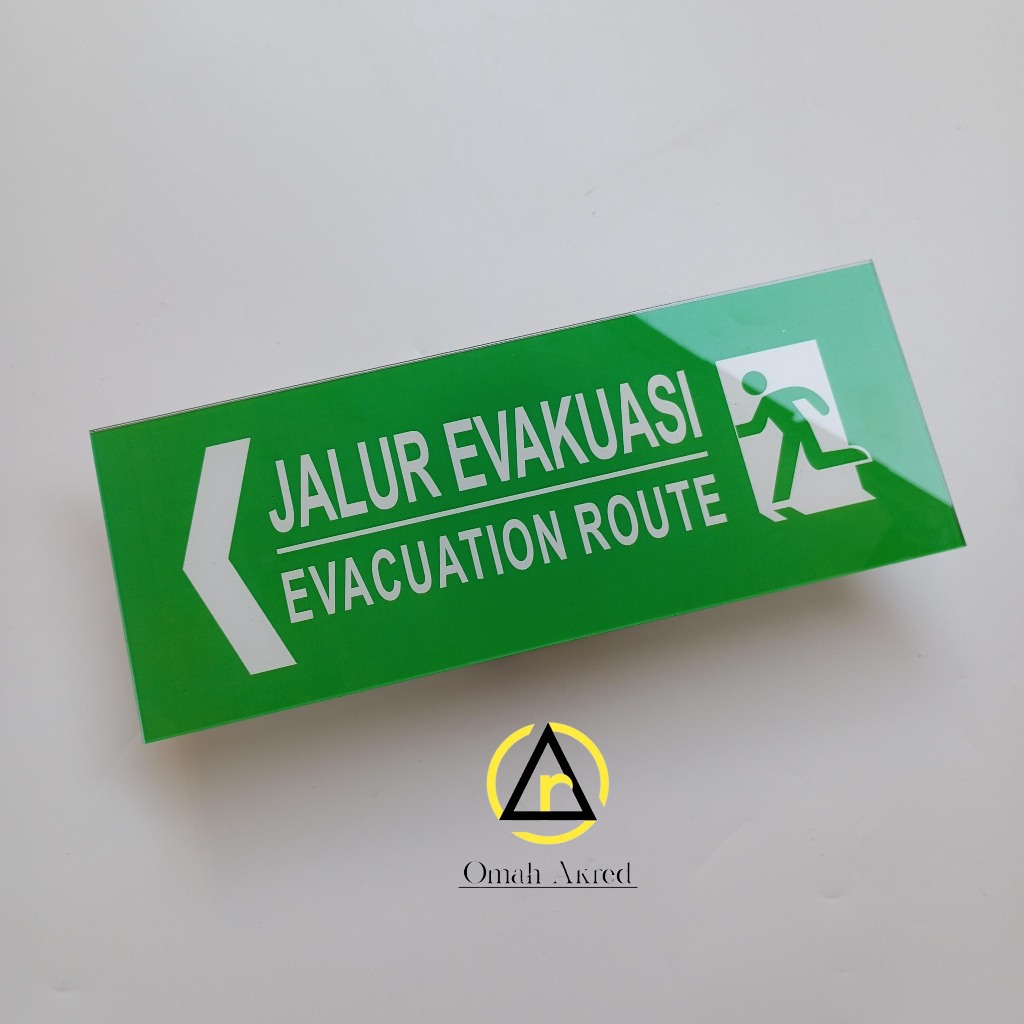 JALUR EVAKUASI
EVACUATION ROUTE
r
Omah Akred